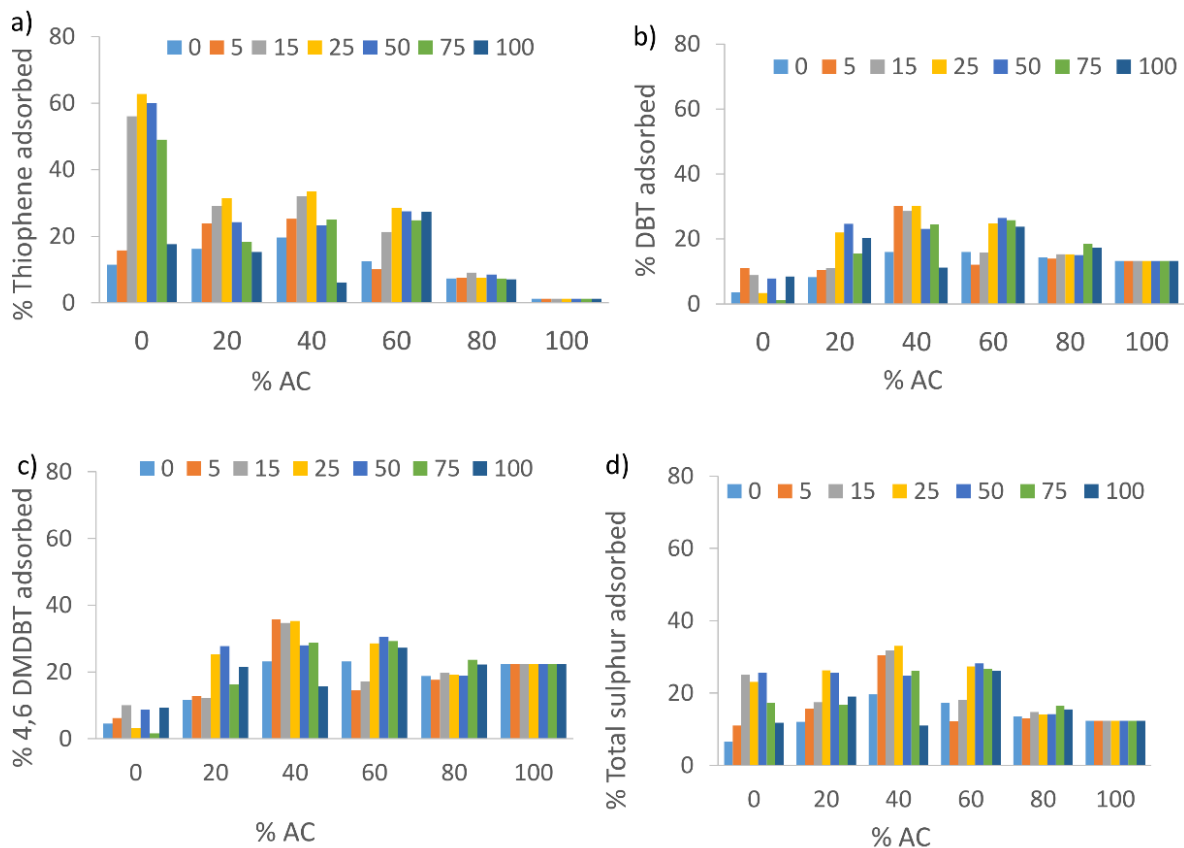 a)
0 5 15 25 50 75 100
% Thiophene adsorbed
80
60
40
20
0
0 20 40 60 80 100
% AC
b)
0 5 15 25 50 75 100
% DBT adsorbed
80
60
40
20
0
0 20 40 60 80 100
% AC
c)
0 5 15 25 50 75 100
% 4,6 DMDBT adsorbed
80
60
40
20
0
0 20 40 60 80 100
% AC
d)
0 5 15 25 50 75 100
% Total sulphur adsorbed
80
60
40
20
0
0 20 40 60 80 100
% AC